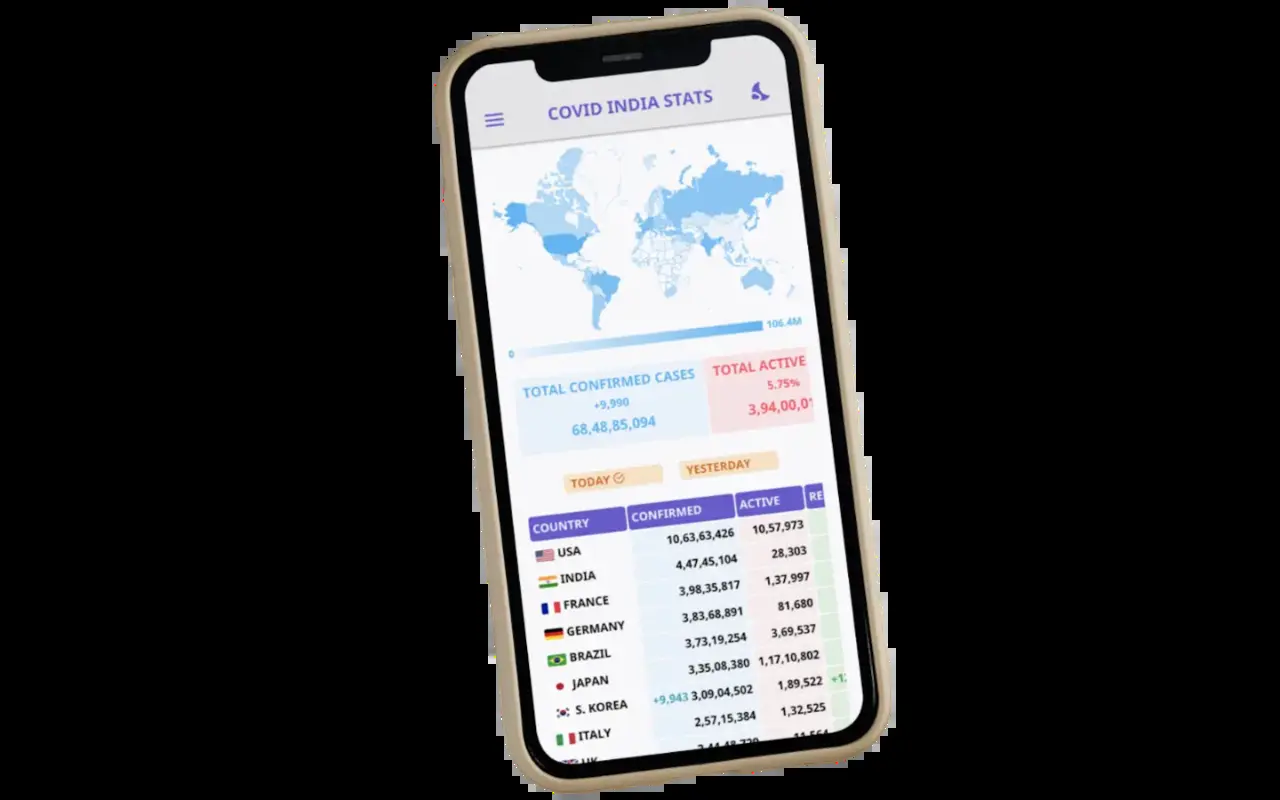 COVID INDIA STATS
0 106.4M
TOTAL CONFIRMED CASES TOTAL ACTIVE
+9,990 5.75%
68,48,85,094 3,94,00,0
TODAY YESTERDAY
COUNTRY CONFIRMED ACTIVE RE
USA 10,63,63,426 10,57,973
INDIA 4,47,45,104 28,303
FRANCE 3,98,35,817 1,37,997
GERMANY 3,83,68,891 81,680
BRAZIL 3,73,19,254 3,69,537
JAPAN 3,35,08,380 1,17,10,802
S. KOREA +9,943 3,09,04,502 1,89,522
ITALY 2,57,15,384 1,32,525
UK